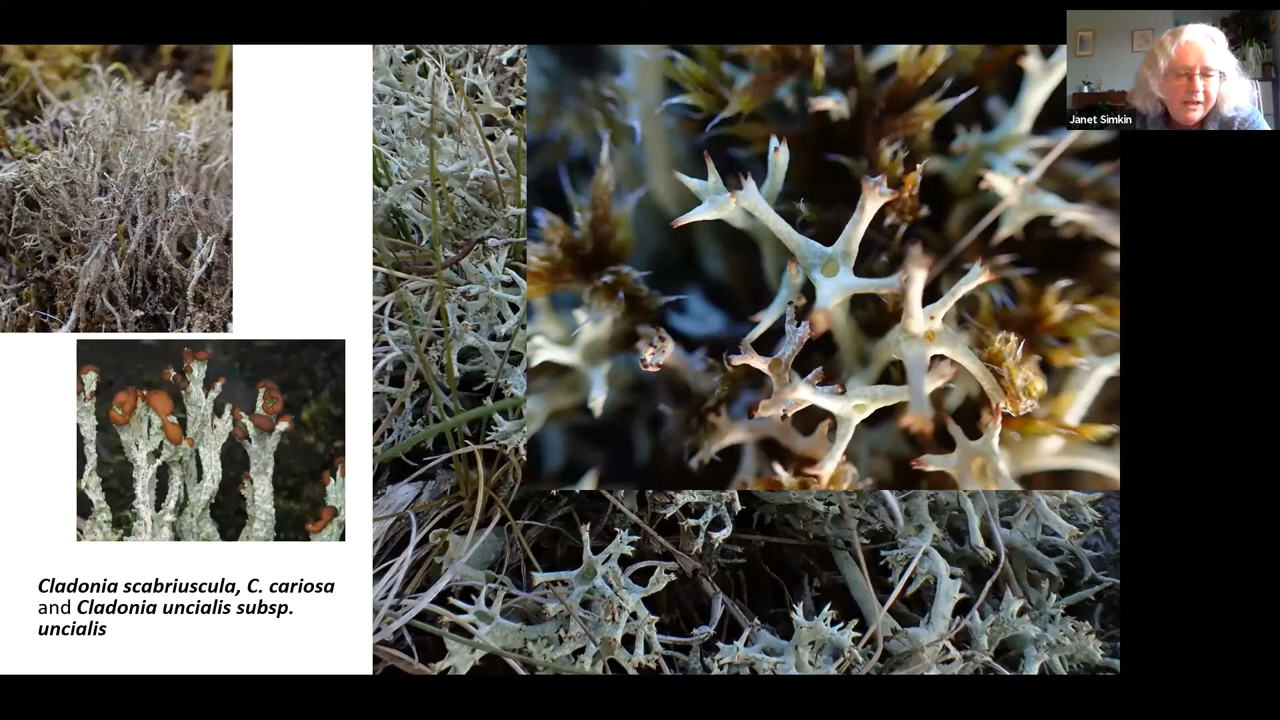 Janet Simkin
Cladonia scabriuscula, C. cariosa
and Cladonia uncialis subsp.
uncialis